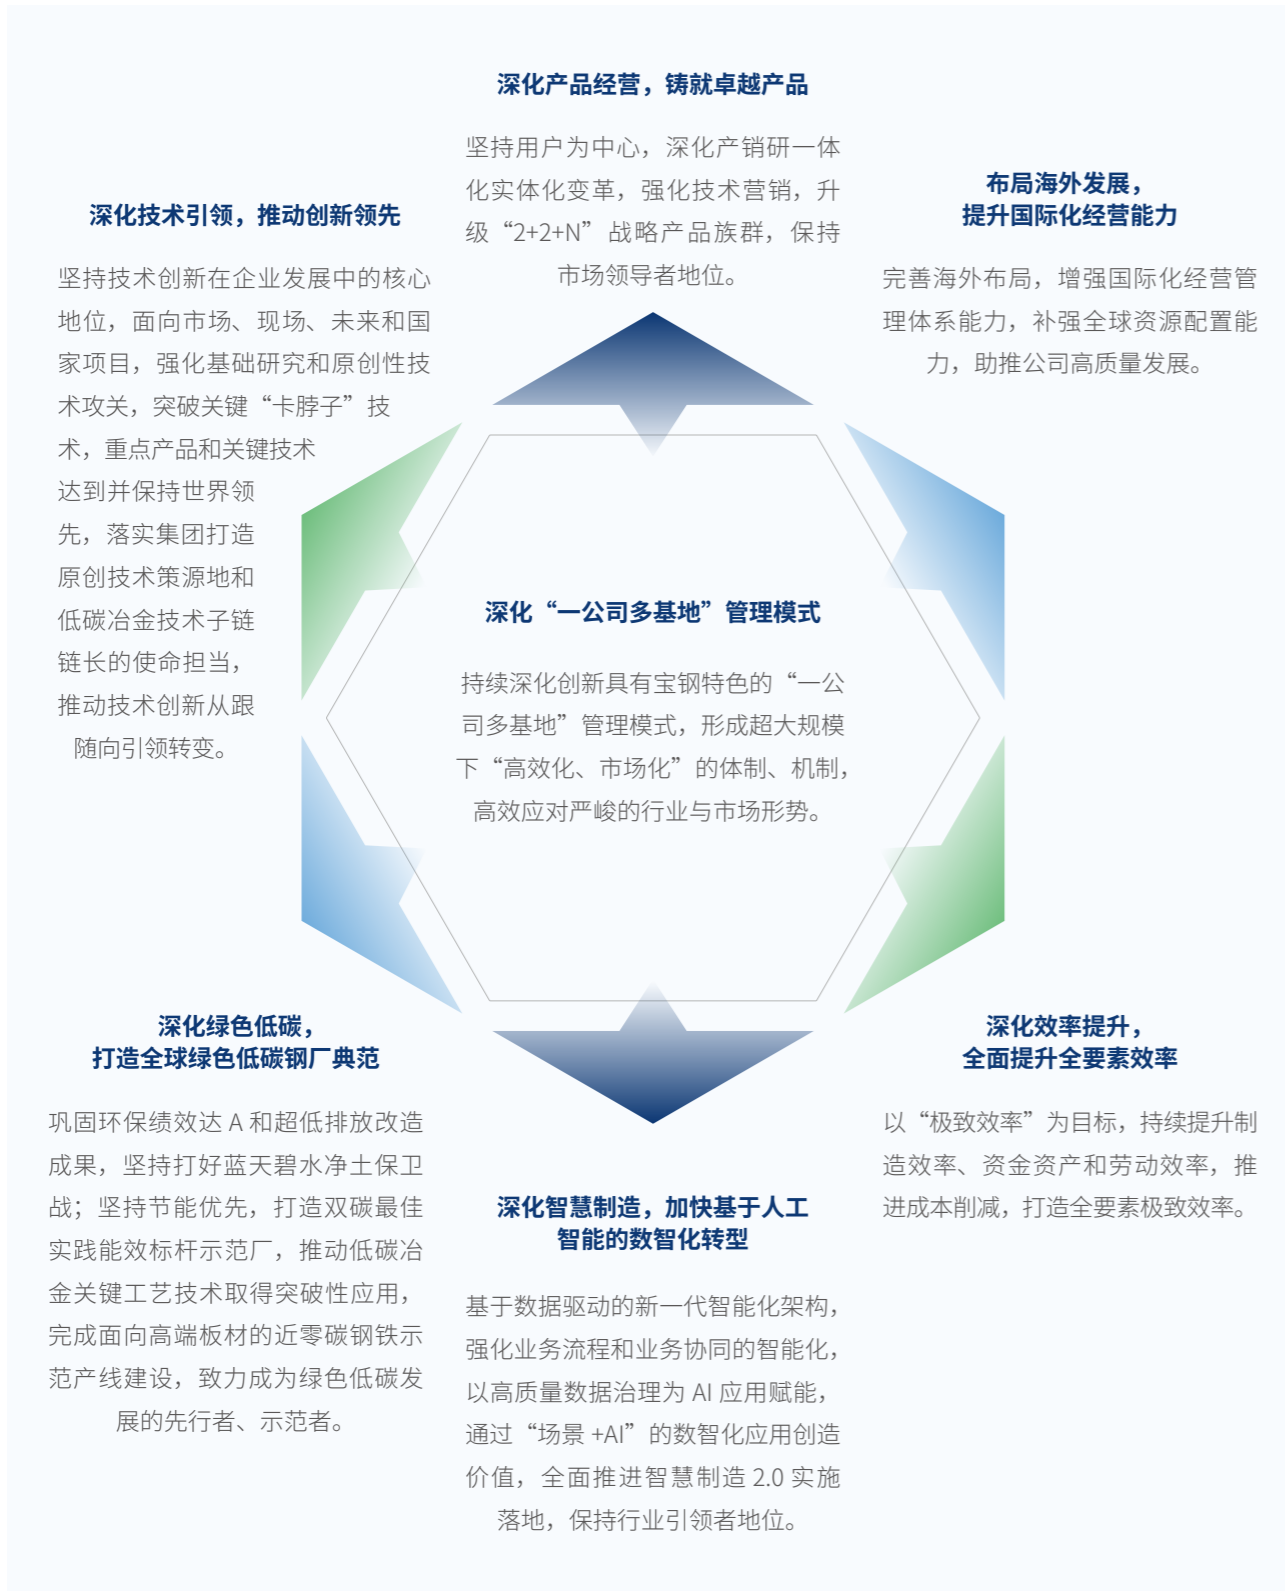 深化产品经营，铸就卓越产品
坚持用户为中心，深化产销研一体
化实体化变革，强化技术营销，升
级“2+2+N”战略产品族群，保持
市场领导者地位。
深化技术引领，推动创新领先
坚持技术创新在企业发展中的核心
地位，面向市场、现场、未来和国
家项目，强化基础研究和原创性技
术攻关，突破关键“卡脖子”技
术，重点产品和关键技术
达到并保持世界领
先，落实集团打造
原创技术策源地和
低碳冶金技术子链
链长的使命担当，
推动技术创新从跟
随向引领转变。
布局海外发展，
提升国际化经营能力
完善海外布局，增强国际化经营管
理体系能力，补强全球资源配置能
力，助推公司高质量发展。
深化“一公司多基地”管理模式
持续深化创新具有宝钢特色的“一公
司多基地”管理模式，形成超大规模
下“高效化、市场化”的体制、机制，
高效应对严峻的行业与市场形势。
深化绿色低碳，
打造全球绿色低碳钢厂典范
巩固环保绩效达 A 和超低排放改造
成果，坚持打好蓝天碧水净土保卫
战；坚持节能优先，打造双碳最佳
实践能效标杆示范厂，推动低碳冶
金关键工艺技术取得突破性应用，
完成面向高端板材的近零碳钢铁示
范产线建设，致力成为绿色低碳发
展的先行者、示范者。
深化智慧制造，加快基于人工
智能的数智化转型
基于数据驱动的新一代智能化架构，
强化业务流程和业务协同的智能化，
以高质量数据治理为 AI 应用赋能，
通过“场景 +AI”的数智化应用创造
价值，全面推进智慧制造 2.0 实施
落地，保持行业引领者地位。
深化效率提升，
全面提升全要素效率
以“极致效率”为目标，持续提升制
造效率、资金资产和劳动效率，推
进成本削减，打造全要素极致效率。